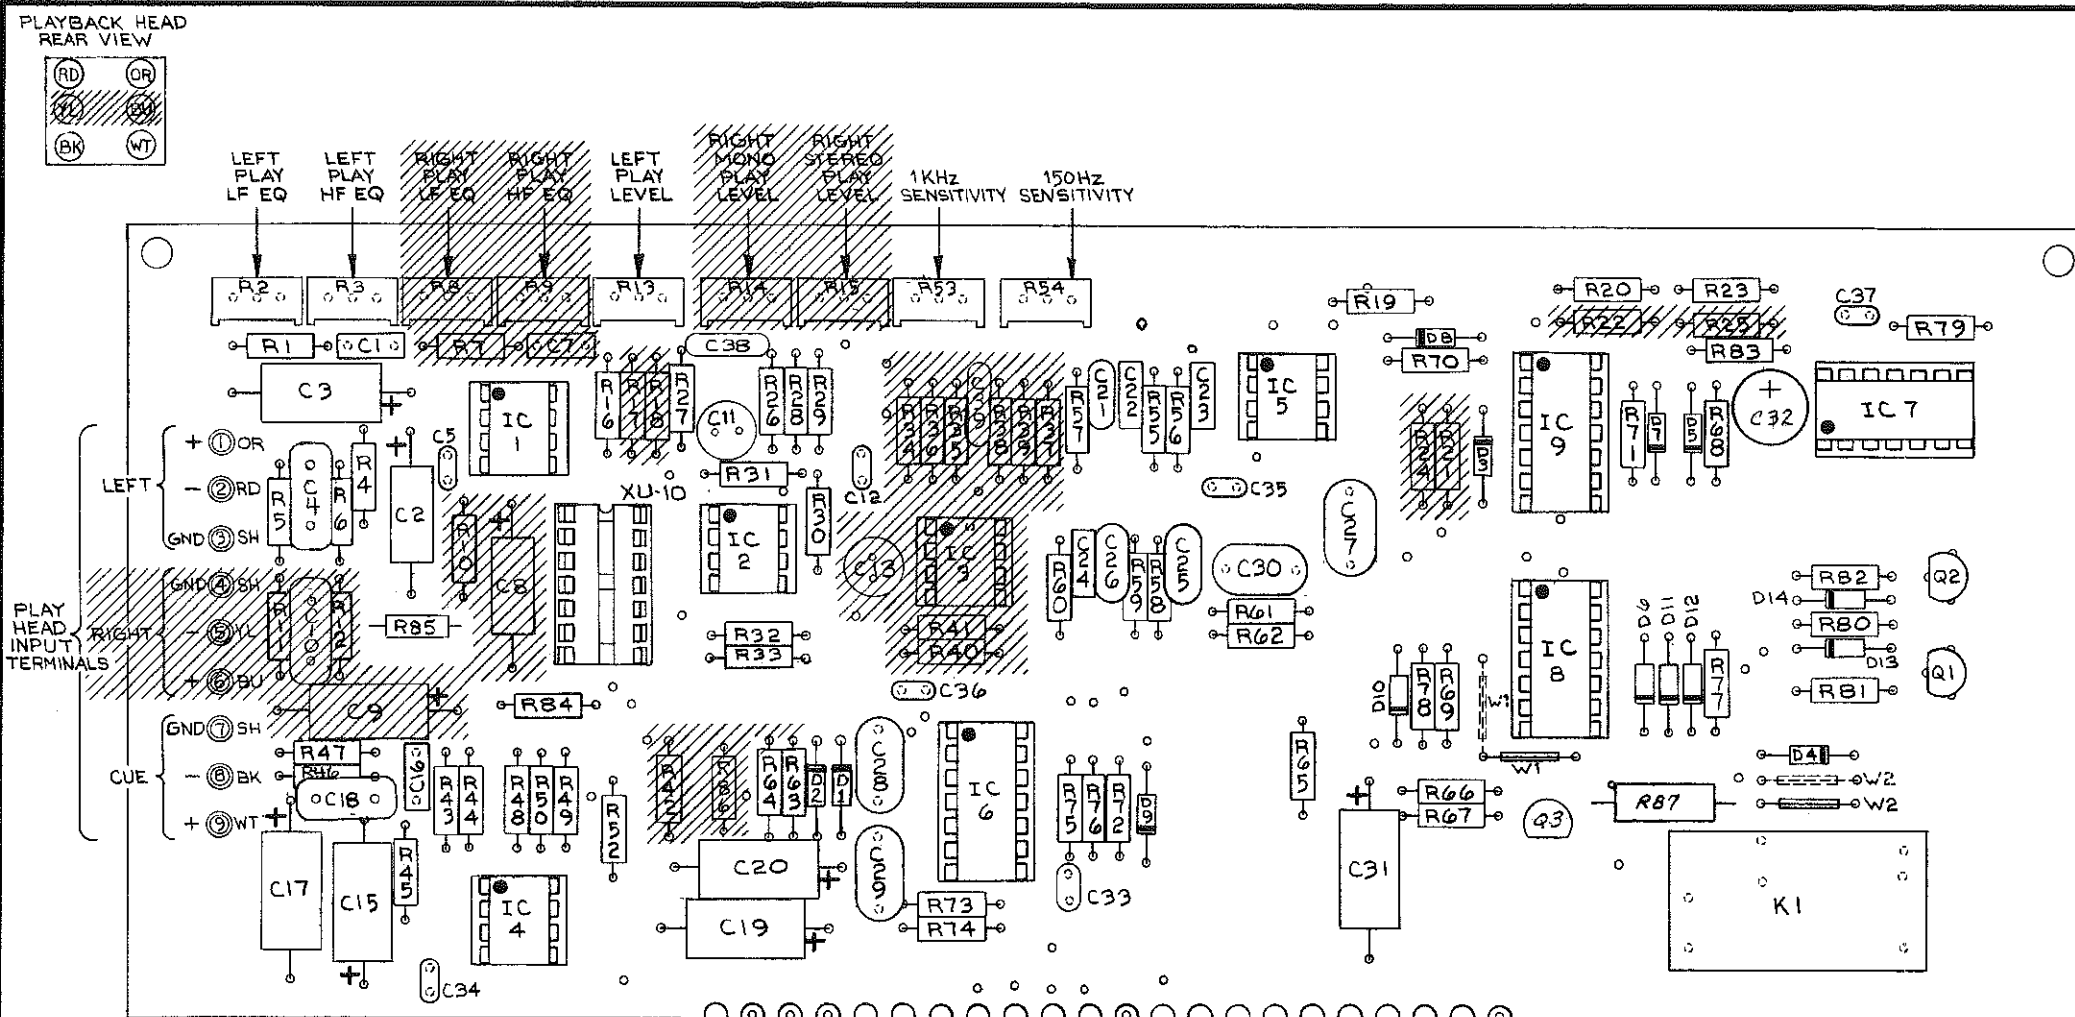 PLAYBACK HEAD
REAR VIEW
RD OR
YL BU
BK WT
LEFT
PLAY
LF EQ
LEFT
PLAY
HF EQ
RIGHT
PLAY
LF EQ
RIGHT
PLAY
HF EQ
LEFT
PLAY
LEVEL
RIGHT
MONO
PLAY
LEVEL
RIGHT
STEREO
PLAY
LEVEL
1KHz
SENSITIVITY
150Hz
SENSITIVITY
R2 R3 R8 R9 R13 R14 R15 R53 R54
R19 R20 R23 C37
R22 R25 R79
R1 C1 R7 C7 C38 D8 R70 R83
C3 IC
1
R16 R17 R18 R27 C11 R26 R28 R29
R34 R36 R35 C39 R38 R39 R37
R57 C21 C22 R55 R56 C23
IC
5
R24 R21 D3
IC
9
R71 D7 D5 R68
+
C32
IC 7
PLAY
HEAD
INPUT
TERMINALS
LEFT
+ 1 OR
- 2 RD
GND 3 SH
RIGHT
GND 4 SH
- 5 YL
+ 6 BU
CUE
GND 7 SH
- 8 BK
+ 9 WT
R5 C4 R6 R4
+
C2
C5
R10
+
C8
XU-10
R31
IC
2
R30
C12
C13
IC
3
C35
C27
R60 C24 C26 R59 R58 C25
C30
R61
R62
R11 R12
R85
R32
R33
R41
R40
C36
IC
8
D6 D11 D12 R77
R82
D14
R80
D13
R81
Q2
Q1
C9 +
R84
R47
R46
C18
C16
R43 R44 R48 R50 R49 R52
R42 R86 R64 R63 D2 D1
C28
IC
6
R75 R76 R72 D9
R65
D10 R78 R69
W1
W1
D4
W2
W2
R66
R67
Q3
R87
+
C17
C15
+
R45
IC
4
C20
+
C19
+
C29
R73
R74
C33
+
C31
K1
C34